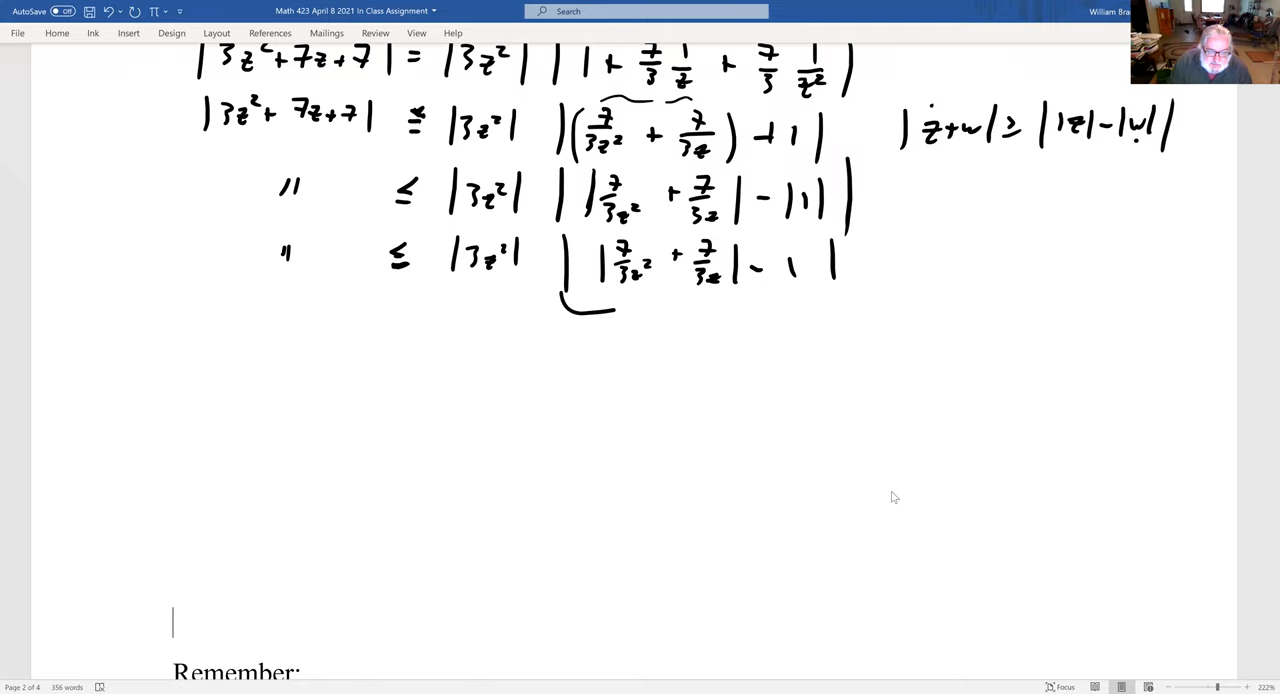 AutoSave Off Math 423 April 8 2021 In Class Assignment Search William Bra
File Home Ink Insert Design Layout References Mailings Review View Help
|3z²+7z+7| = |3z²| |1 + 7/3 1/z + 7/3 1/z²|
|3z²+ 7z+7| |3z²| |(7/3z² + 7/3z) + 1| |z+w| ≥ ||z|-|w||
" ≤ |3z²| ||7/3z² + 7/3z| - |1||
" ≤ |3z²| ||7/3z² + 7/3z| - 1|
Remember:
Page 2 of 4 356 words Focus 222%